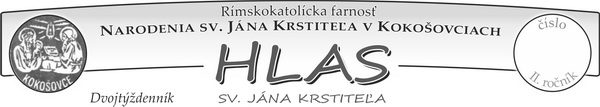 Rímskokatolícka farnosť
Narodenia sv. Jána Krstiteľa v Kokošovciach
KOKOŠOVCE
číslo
II. ročník
HLAS
Dvojtýždenník
SV. JÁNA KRSTITEĽA